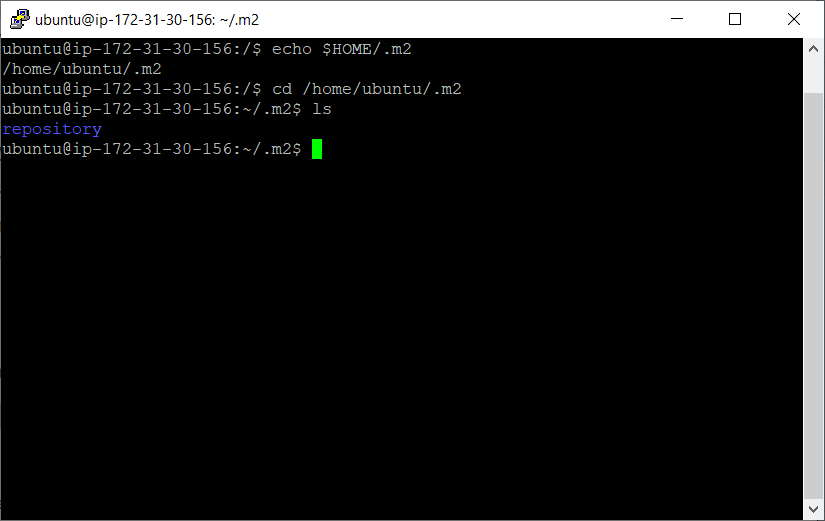 ubuntu@ip-172-31-30-156: ~/.m2
ubuntu@ip-172-31-30-156:/$ echo $HOME/.m2
/home/ubuntu/.m2
ubuntu@ip-172-31-30-156:/$ cd /home/ubuntu/.m2
ubuntu@ip-172-31-30-156:~/.m2$ ls
repository
ubuntu@ip-172-31-30-156:~/.m2$